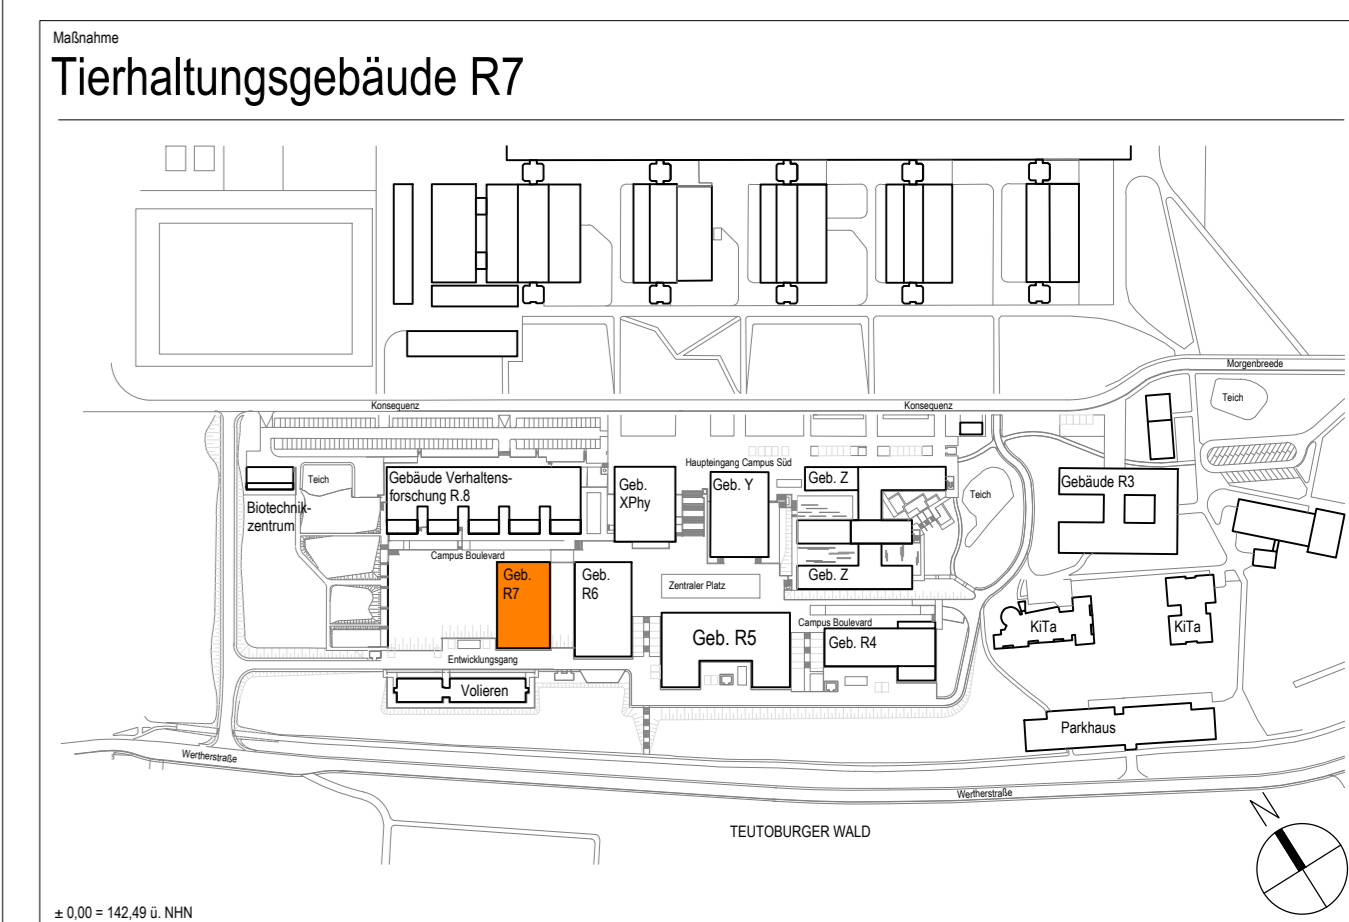 Maßnahme
Tierhaltungsgebäude R7
Morgenbreede
Konsequenz
Konsequenz
Teich
Haupteingang Campus Süd
Teich
Gebäude Verhaltens-
forschung R.8
Geb.
XPhy
Geb. Y
Geb. Z
Teich
Gebäude R3
Biotechnik-
zentrum
Campus Boulevard
Geb.
R7
Geb.
R6
Zentraler Platz
Geb. Z
Campus Boulevard
KiTa
KiTa
Geb. R5
Geb. R4
Entwicklungsgang
Volieren
Parkhaus
Wertherstraße
Wertherstraße
N
TEUTOBURGER WALD
± 0,00 = 142,49 ü. NHN